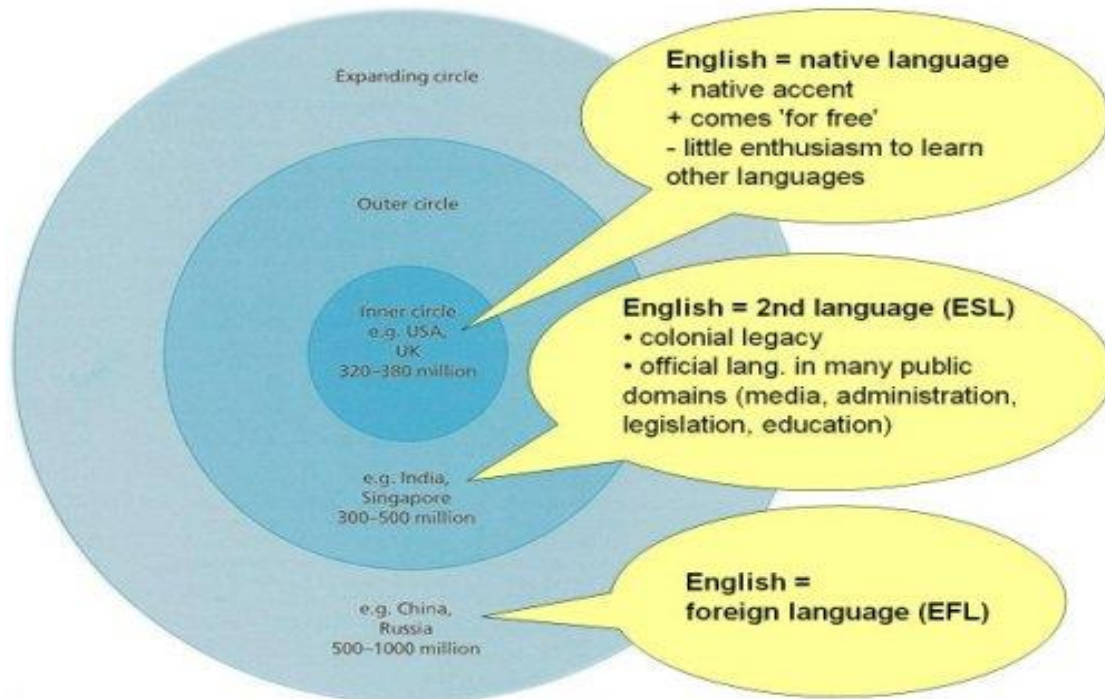 Expanding circle
Outer circle
Inner circle
e.g. USA,
UK
320–380 million
e.g. India,
Singapore
300–500 million
e.g. China,
Russia
500–1000 million
English = native language
+ native accent
+ comes 'for free'
- little enthusiasm to learn
other languages
English = 2nd language (ESL)
• colonial legacy
• official lang. in many public
domains (media, administration,
legislation, education)
English =
foreign language (EFL)